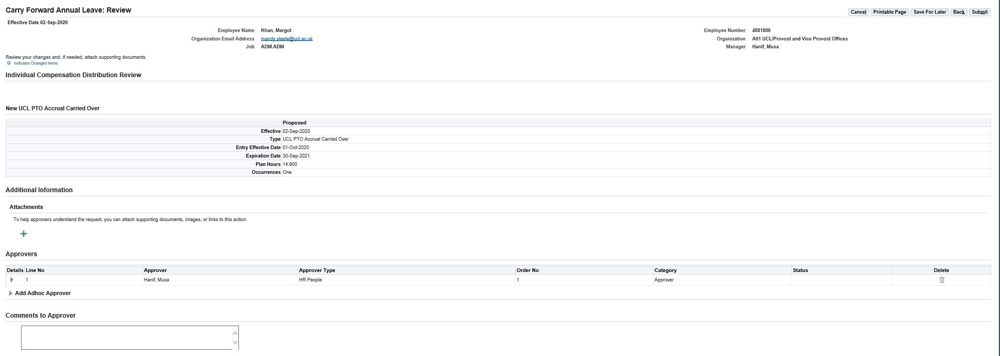 Carry Forward Annual Leave: Review
Cancel Printable Page Save For Later Back Submit
Effective Date 02-Sep-2020
Employee Name Khan, Margot
Employee Number 4881806
Organization Email Address mandy.steele@ucl.ac.uk
Organization A01 UCL/Provost and Vice Provost Offices
Job ADM.ADM
Manager Hanif, Musa
Review your changes and, if needed, attach supporting documents.
Indicates Changed Items.
Individual Compensation Distribution Review
New UCL PTO Accrual Carried Over
Proposed
Effective 02-Sep-2020
Type UCL PTO Accrual Carried Over
Entry Effective Date 01-Oct-2020
Expiration Date 30-Sep-2021
Plan Hours 14.900
Occurrences One
Additional Information
Attachments
To help approvers understand the request, you can attach supporting documents, images, or links to this action.
Approvers
Details Line No Approver Approver Type Order No Category Status Delete
1 Hanif, Musa HR People 1 Approver
Add Adhoc Approver
Comments to Approver